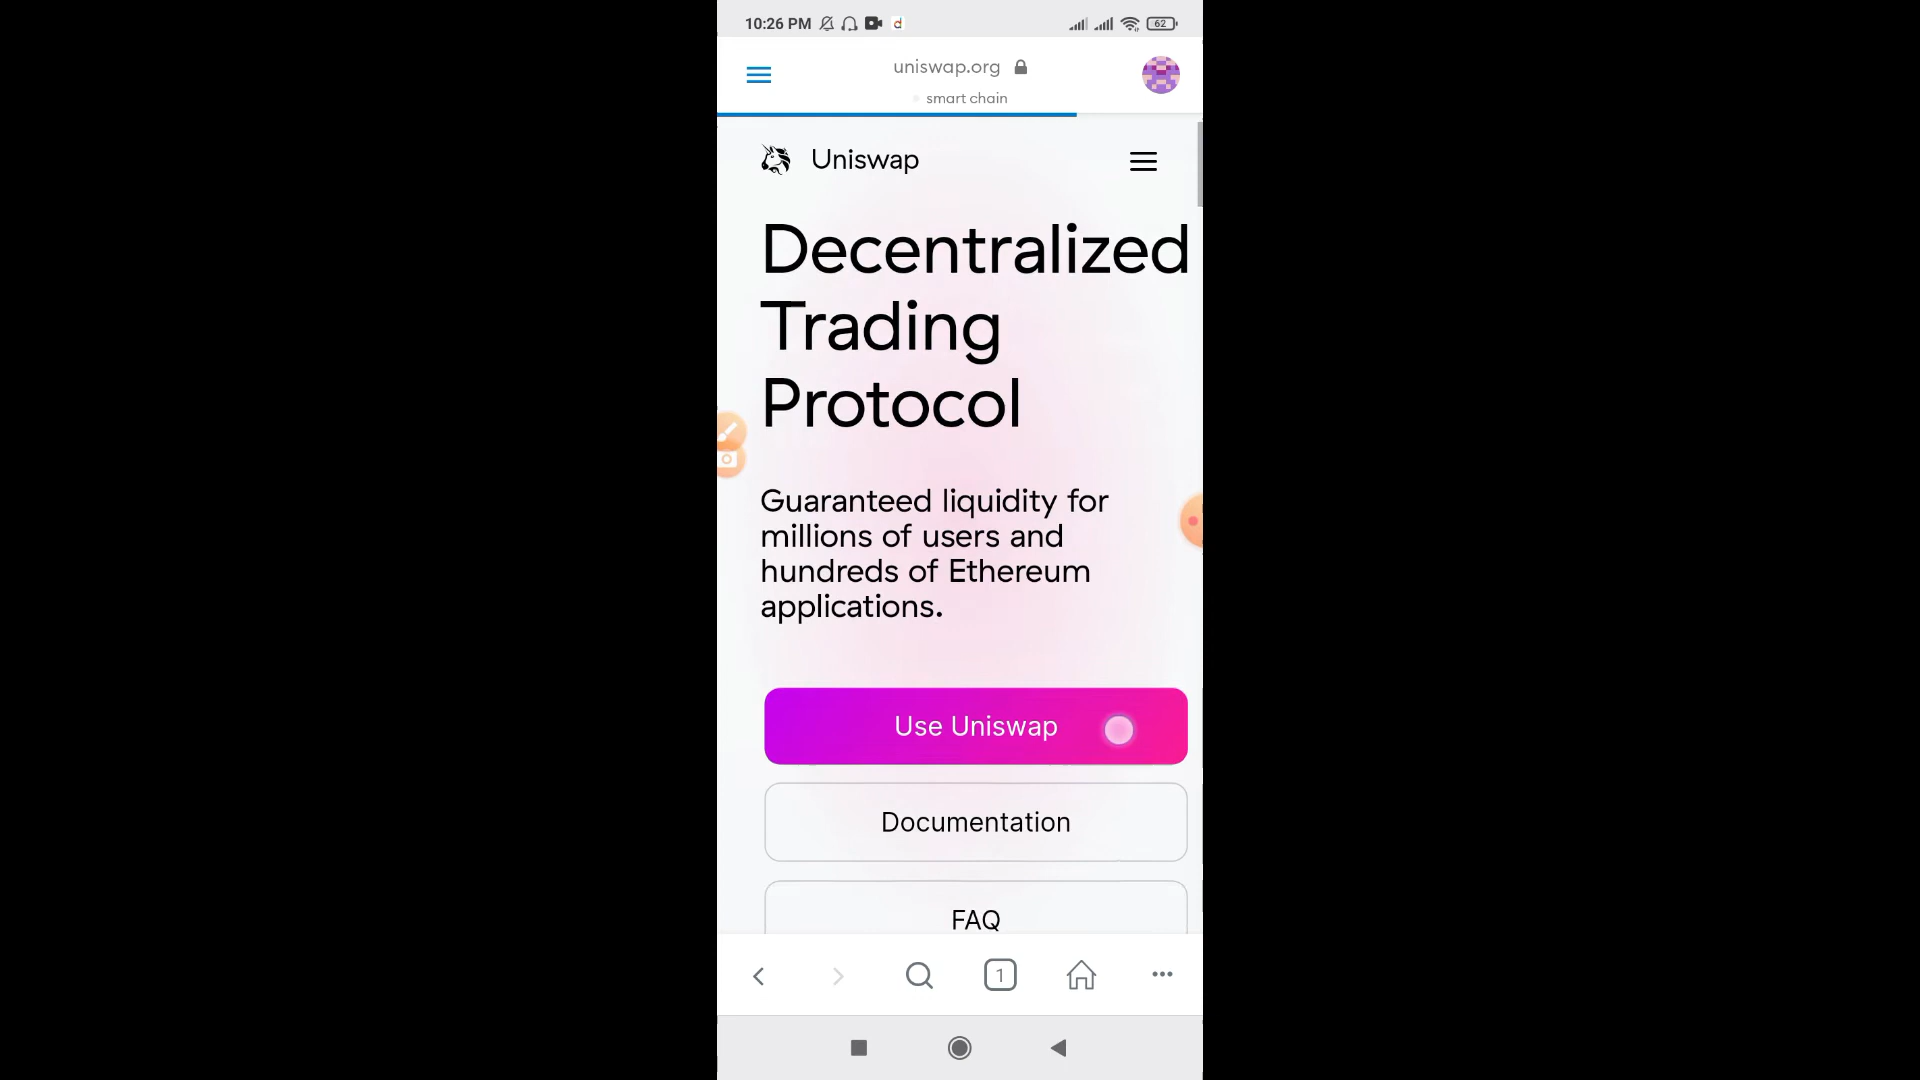 10:26 PM
62
uniswap.org
smart chain
Uniswap
Decentralized
Trading
Protocol
Guaranteed liquidity for
millions of users and
hundreds of Ethereum
applications.
Use Uniswap
Documentation
FAQ
1